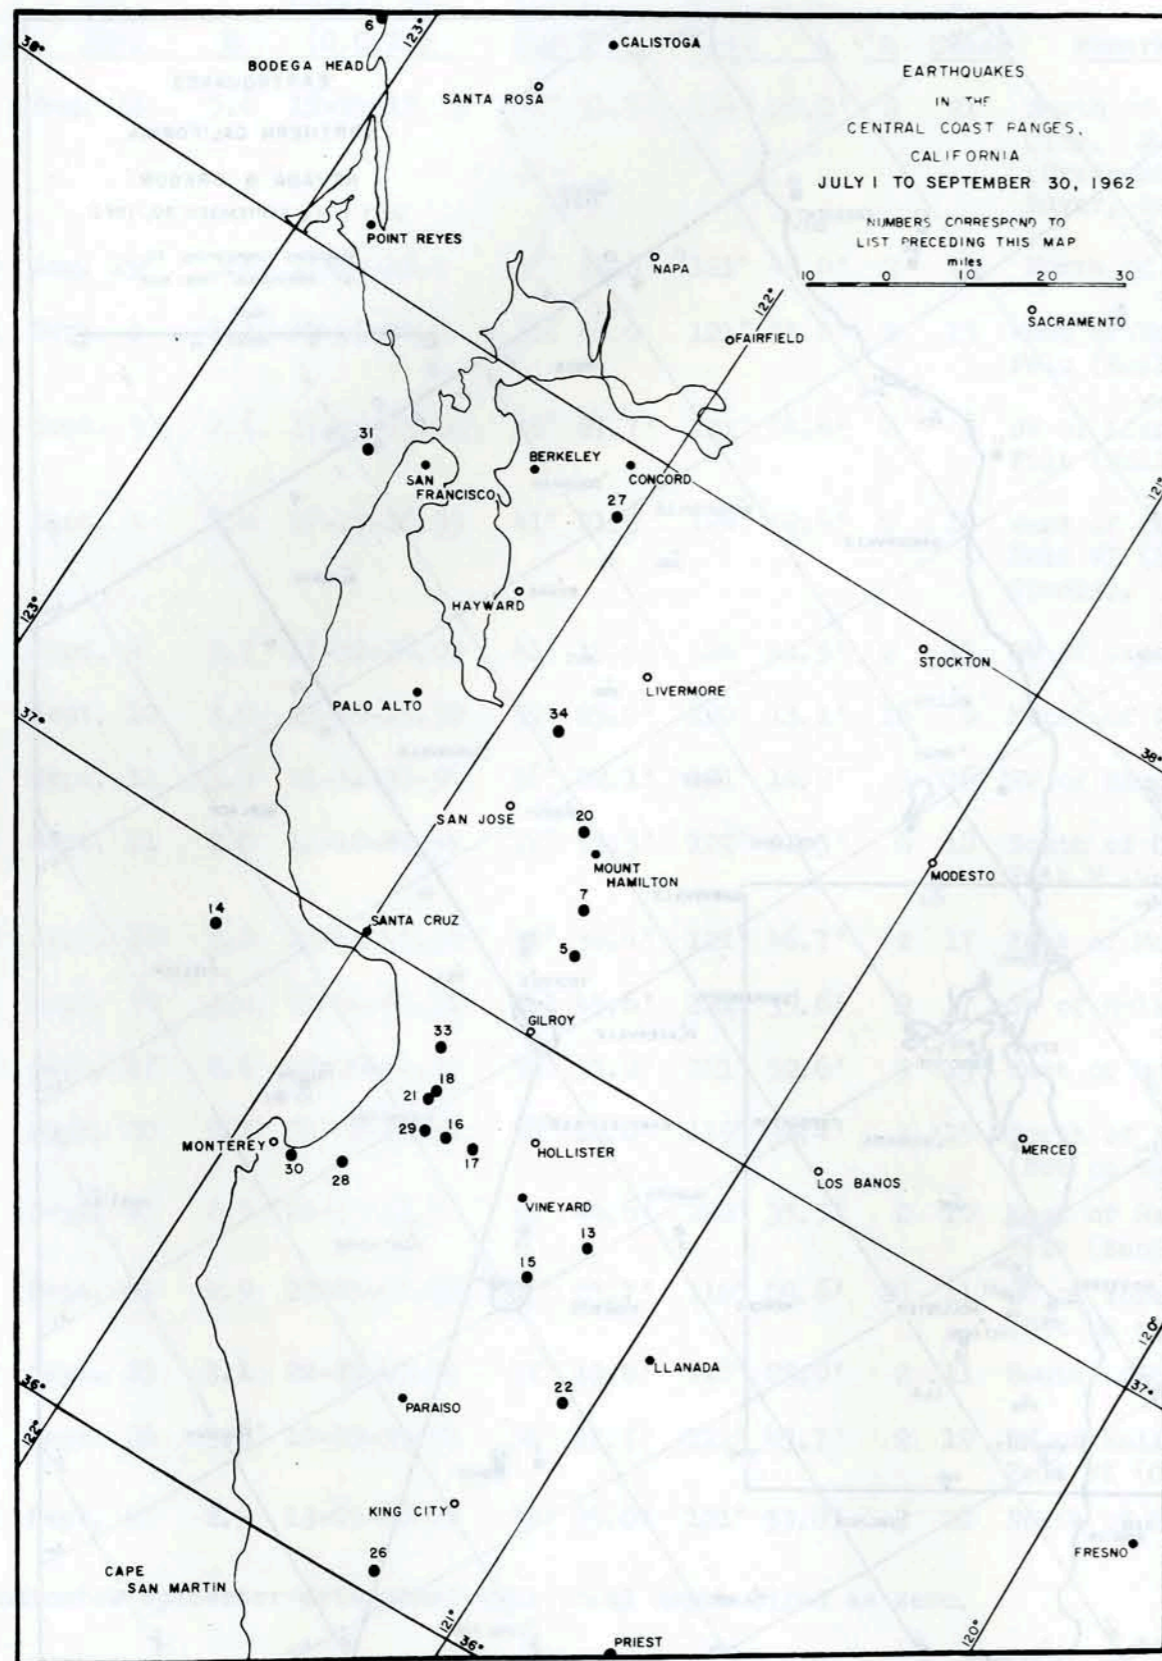 6
123°
38°
BODEGA HEAD
CALISTOGA
SANTA ROSA
EARTHQUAKES
IN THE
CENTRAL COAST RANGES,
CALIFORNIA
JULY 1 TO SEPTEMBER 30, 1962
NUMBERS CORRESPOND TO
LIST PRECEDING THIS MAP
miles
10 0 10 20 30
POINT REYES
NAPA
122°
SACRAMENTO
FAIRFIELD
31
SAN
FRANCISCO
BERKELEY
CONCORD
27
121°
HAYWARD
123°
STOCKTON
LIVERMORE
PALO ALTO
37°
34
38°
SAN JOSE
20
MOUNT
HAMILTON
MODESTO
7
14
SANTA CRUZ
5
GILROY
33
18
21
29
16
17
MONTEREY
30
28
HOLLISTER
MERCED
LOS BANOS
VINEYARD
13
15
120°
LLANADA
37°
36°
122°
PARAISO
22
KING CITY
26
FRESNO
CAPE
SAN MARTIN
121°
36°
PRIEST
120°